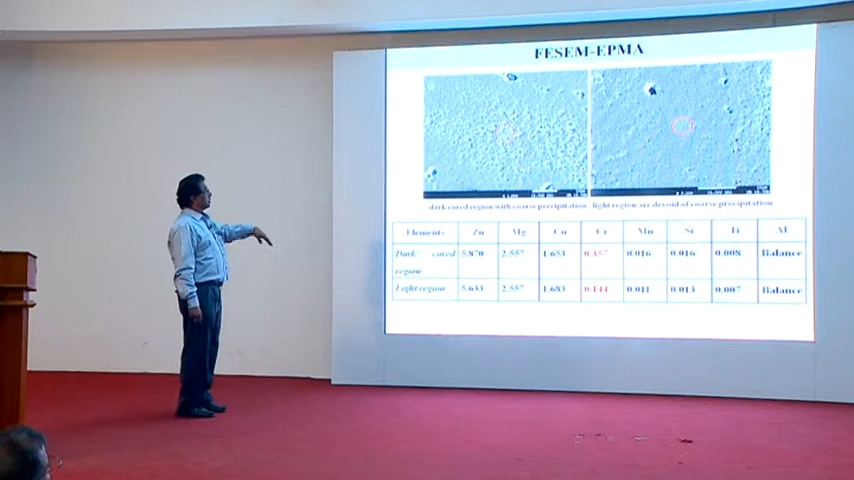 FESEM-EPMA
dark cored region with coarse precipitation
light region are devoid of coarse precipitation
Elements Zn Mg Cu Cr Mn Si Ti Al
Dark cored region 5.870 2.557 1.653 0.357 0.016 0.016 0.008 Balance
Light region 5.633 2.557 1.683 0.144 0.011 0.013 0.007 Balance